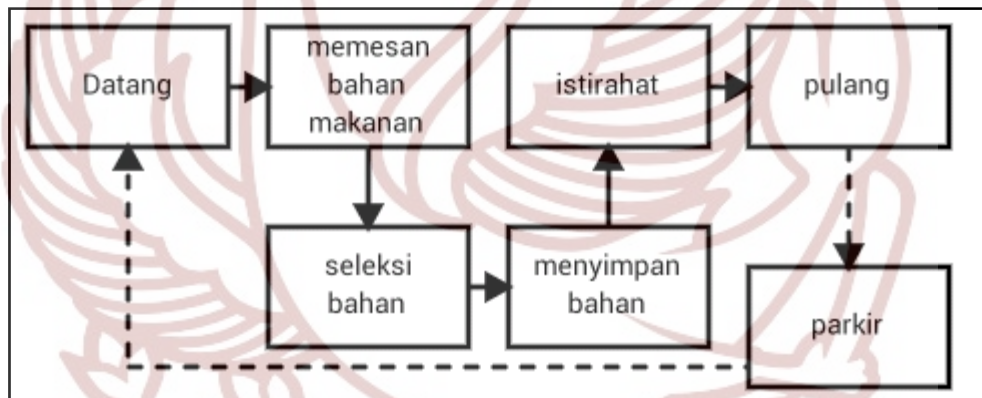 Datang
memesan
bahan
makanan
istirahat
pulang
seleksi
bahan
menyimpan
bahan
parkir